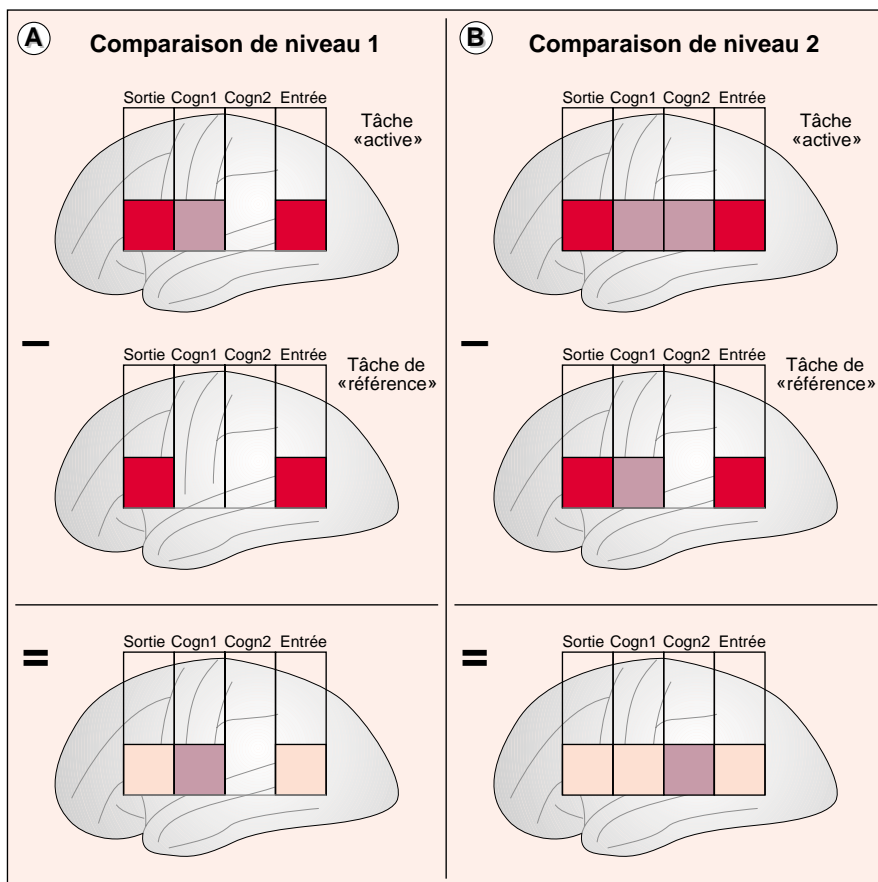 A Comparaison de niveau 1
Sortie Cogn1 Cogn2 Entrée
Tâche
«active»
–
Sortie Cogn1 Cogn2 Entrée
Tâche de
«référence»
=
Sortie Cogn1 Cogn2 Entrée
B Comparaison de niveau 2
Sortie Cogn1 Cogn2 Entrée
Tâche
«active»
–
Sortie Cogn1 Cogn2 Entrée
Tâche de
«référence»
=
Sortie Cogn1 Cogn2 Entrée